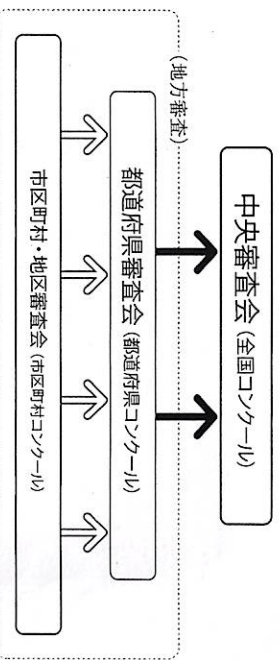 中央審査会(全国コンクール)
(地方審査)
都道府県審査会(都道府県コンクール)
市区町村・地区審査会(市区町村コンクール)